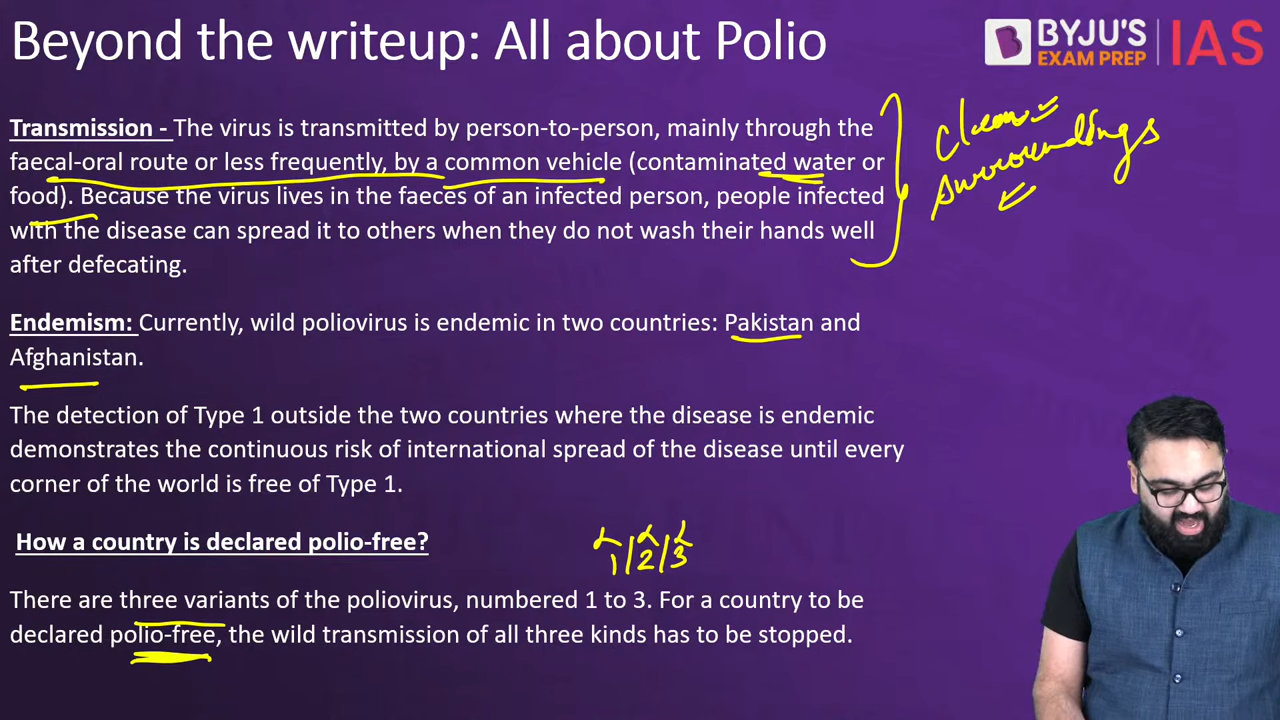 Beyond the writeup: All about Polio
BYJU'S
EXAM PREP
IAS
Transmission - The virus is transmitted by person-to-person, mainly through the
faecal-oral route or less frequently, by a common vehicle (contaminated water or
food). Because the virus lives in the faeces of an infected person, people infected
with the disease can spread it to others when they do not wash their hands well
after defecating.
clean
surroundings
Endemism: Currently, wild poliovirus is endemic in two countries: Pakistan and
Afghanistan.
The detection of Type 1 outside the two countries where the disease is endemic
demonstrates the continuous risk of international spread of the disease until every
corner of the world is free of Type 1.
How a country is declared polio-free?
1/2/3
There are three variants of the poliovirus, numbered 1 to 3. For a country to be
declared polio-free, the wild transmission of all three kinds has to be stopped.